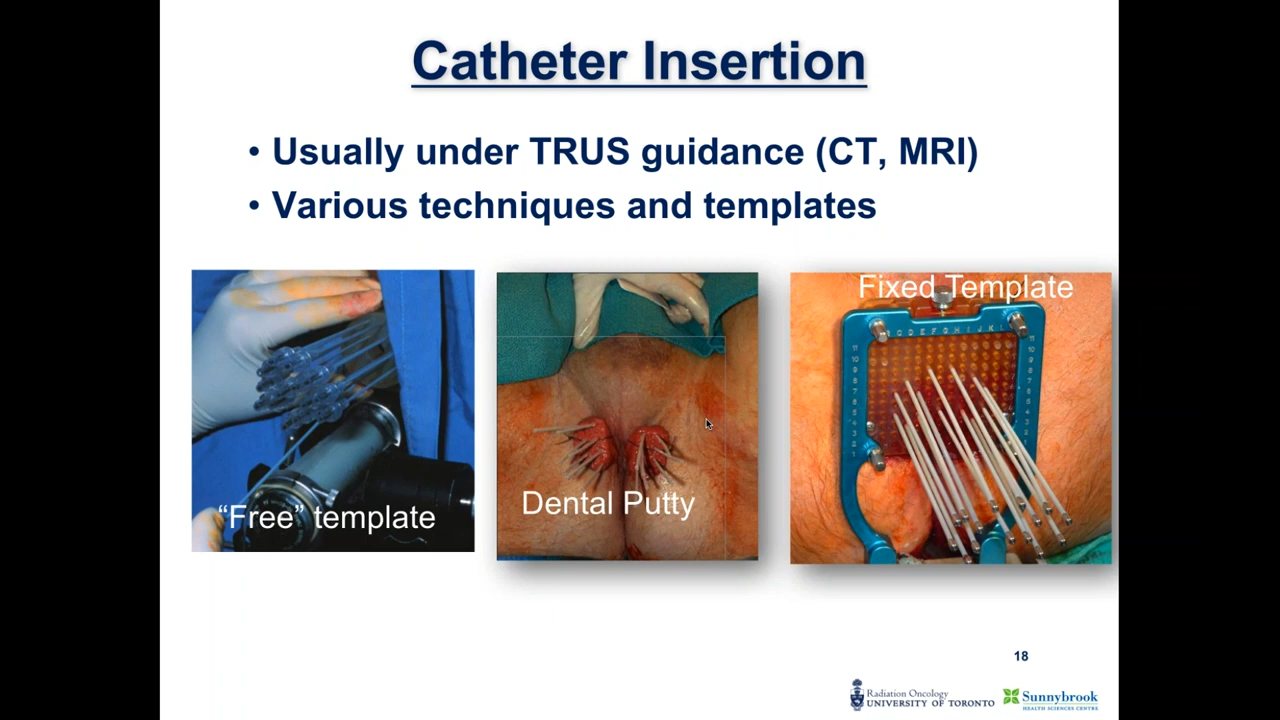 Catheter Insertion
• Usually under TRUS guidance (CT, MRI)
• Various techniques and templates
“Free” template
Dental Putty
Fixed Template
18
Radiation Oncology
UNIVERSITY OF TORONTO
Sunnybrook
HEALTH SCIENCES CENTRE